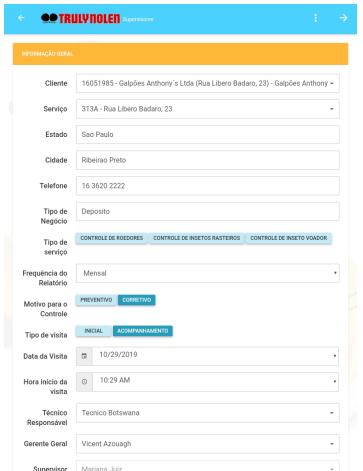 TRULY NOLEN Supervisores
INFORMAÇÃO GERAL
Cliente 16051985 - Galpões Anthony´s Ltda (Rua Libero Badaro, 23) - Galpões Anthony
Serviço 313A - Rua Libero Badaro, 23
Estado Sao Paulo
Cidade Ribeirao Preto
Telefone 16 3620 2222
Tipo de Negócio Deposito
Tipo de serviço CONTROLE DE ROEDORES CONTROLE DE INSETOS RASTEIROS CONTROLE DE INSETO VOADOR
Frequência do Relatório Mensal
Motivo para o Controle PREVENTIVO CORRETIVO
Tipo de visita INICIAL ACOMPANHAMENTO
Data da Visita 10/29/2019
Hora início da visita 10:29 AM
Técnico Responsável Tecnico Botswana
Gerente Geral Vicent Azouagh
Supervisor Mariana Juiz